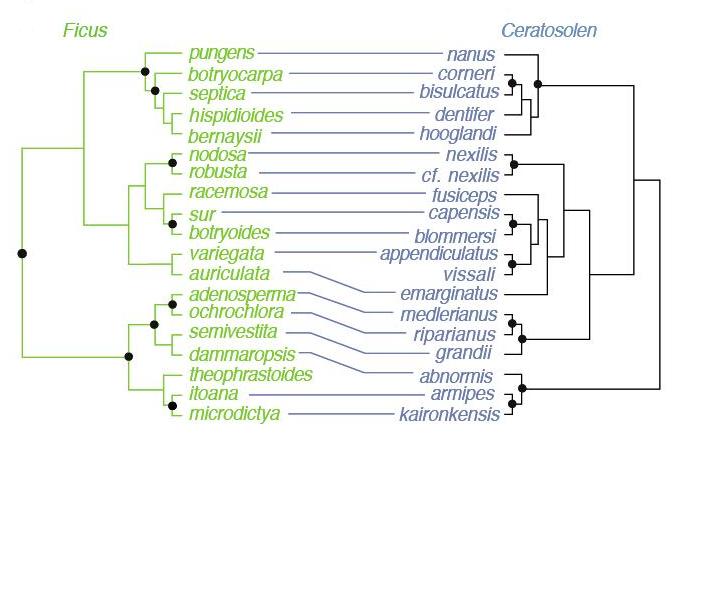 Ficus Ceratosolen
pungens nanus
botryocarpa corneri
septica bisulcatus
hispidioides dentifer
bernaysii hooglandi
nodosa nexilis
robusta cf. nexilis
racemosa fusiceps
sur capensis
botryoides blommersi
variegata appendiculatus
auriculata vissali
adenosperma emarginatus
ochrochlora medlerianus
semivestita riparianus
dammaropsis grandii
theophrastoides abnormis
itoana armipes
microdictya kaironkensis